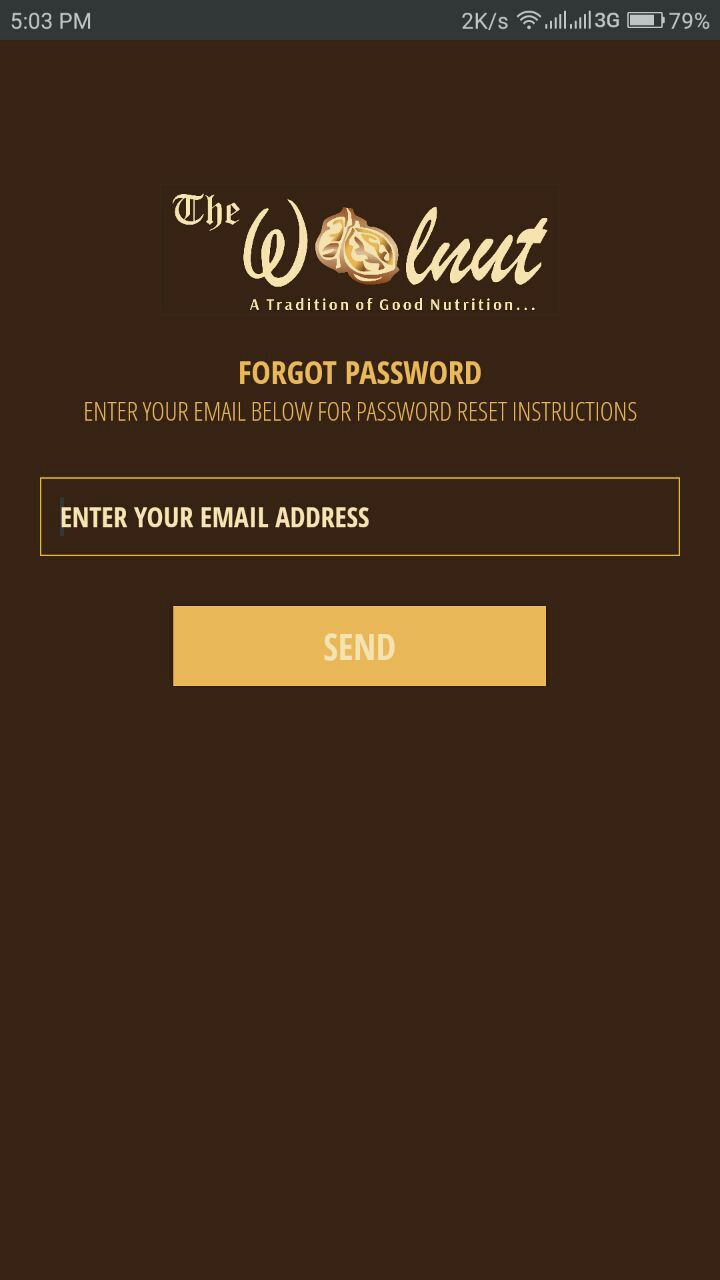 5:03 PM 2K/s 3G 79%
The Walnut
A Tradition of Good Nutrition...
FORGOT PASSWORD
ENTER YOUR EMAIL BELOW FOR PASSWORD RESET INSTRUCTIONS
ENTER YOUR EMAIL ADDRESS
SEND